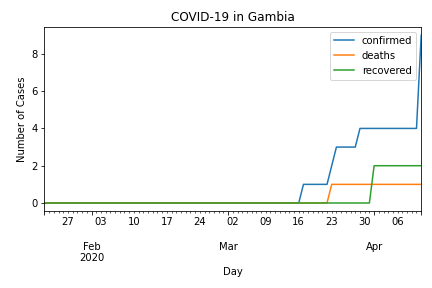 COVID-19 in Gambia
confirmed
deaths
recovered
Number of Cases
8
6
4
2
0
27 03 10 17 24 02 09 16 23 30 06
Feb Mar Apr
2020
Day